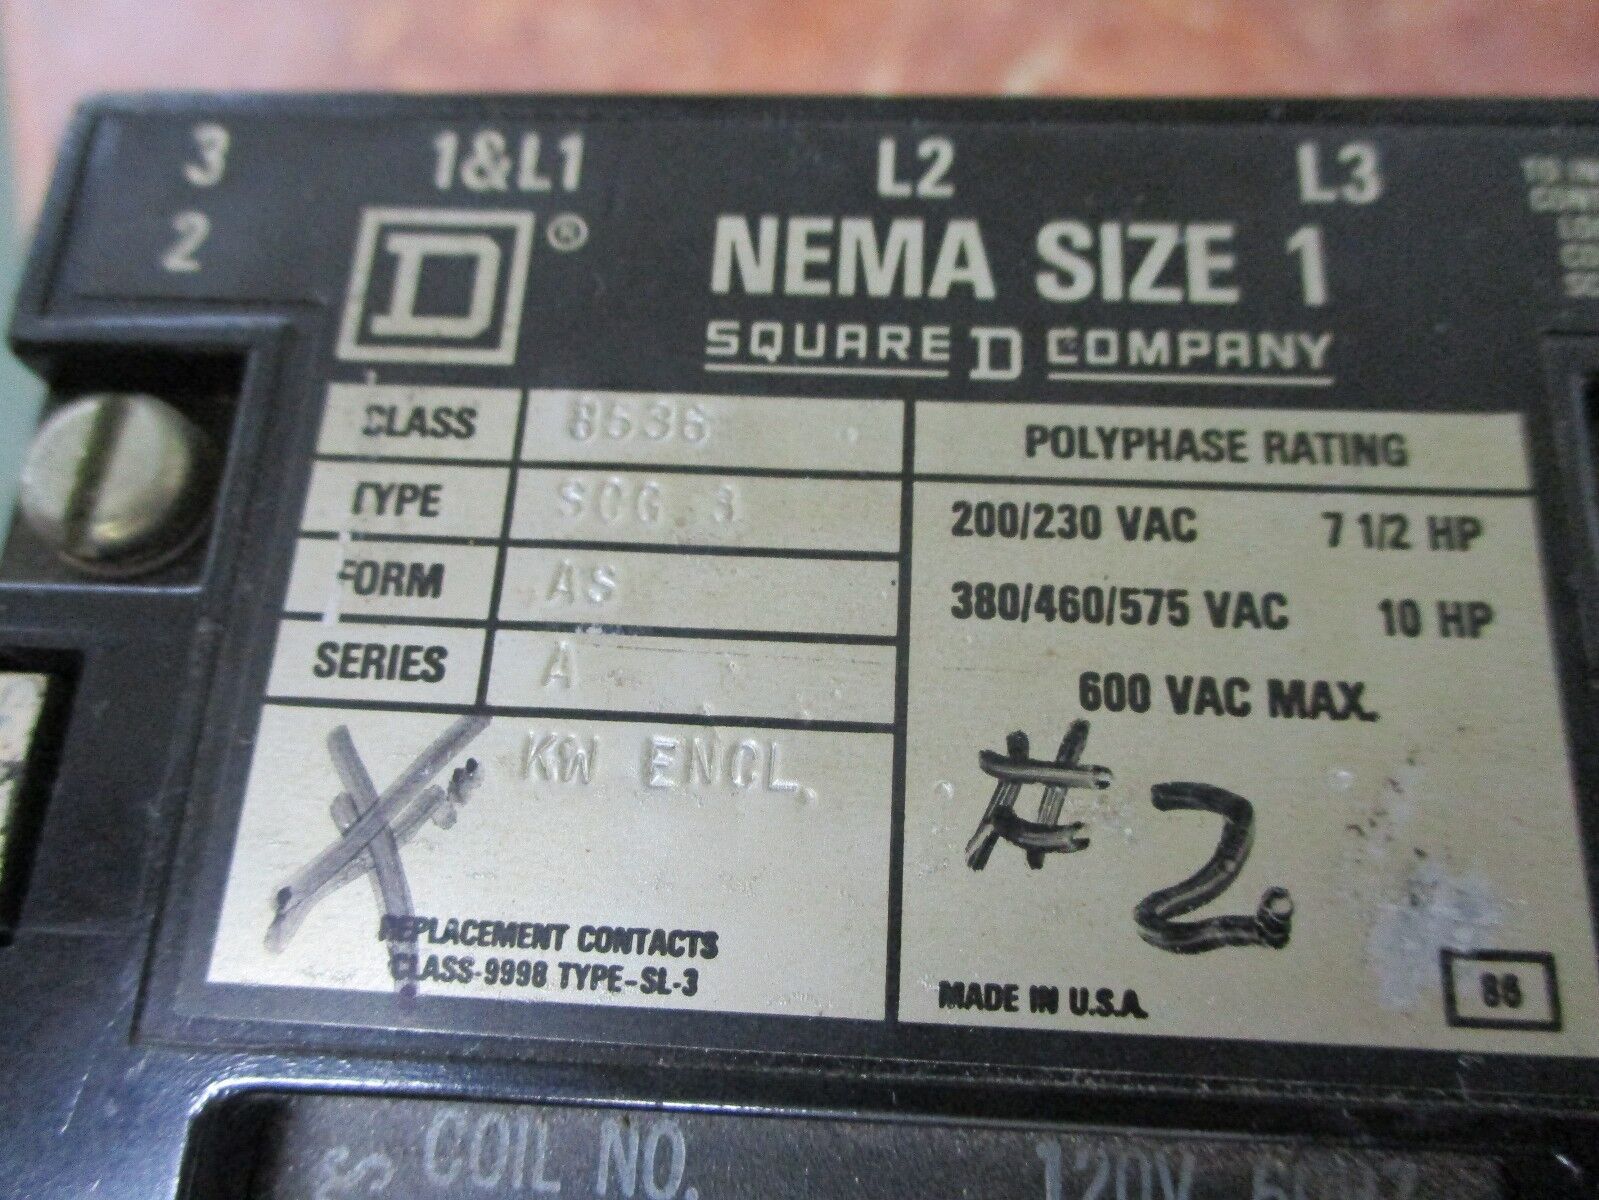 3 1&L1 L2 L3
2
D ®
NEMA SIZE 1
SQUARE D COMPANY
CLASS 8536
TYPE SCG 3
FORM AS
SERIES A
KW ENCL.
X
REPLACEMENT CONTACTS
CLASS-9998 TYPE-SL-3
POLYPHASE RATING
200/230 VAC 7 1/2 HP
380/460/575 VAC 10 HP
600 VAC MAX.
#2
MADE IN U.S.A.
86
COIL NO. 120V 60HZ